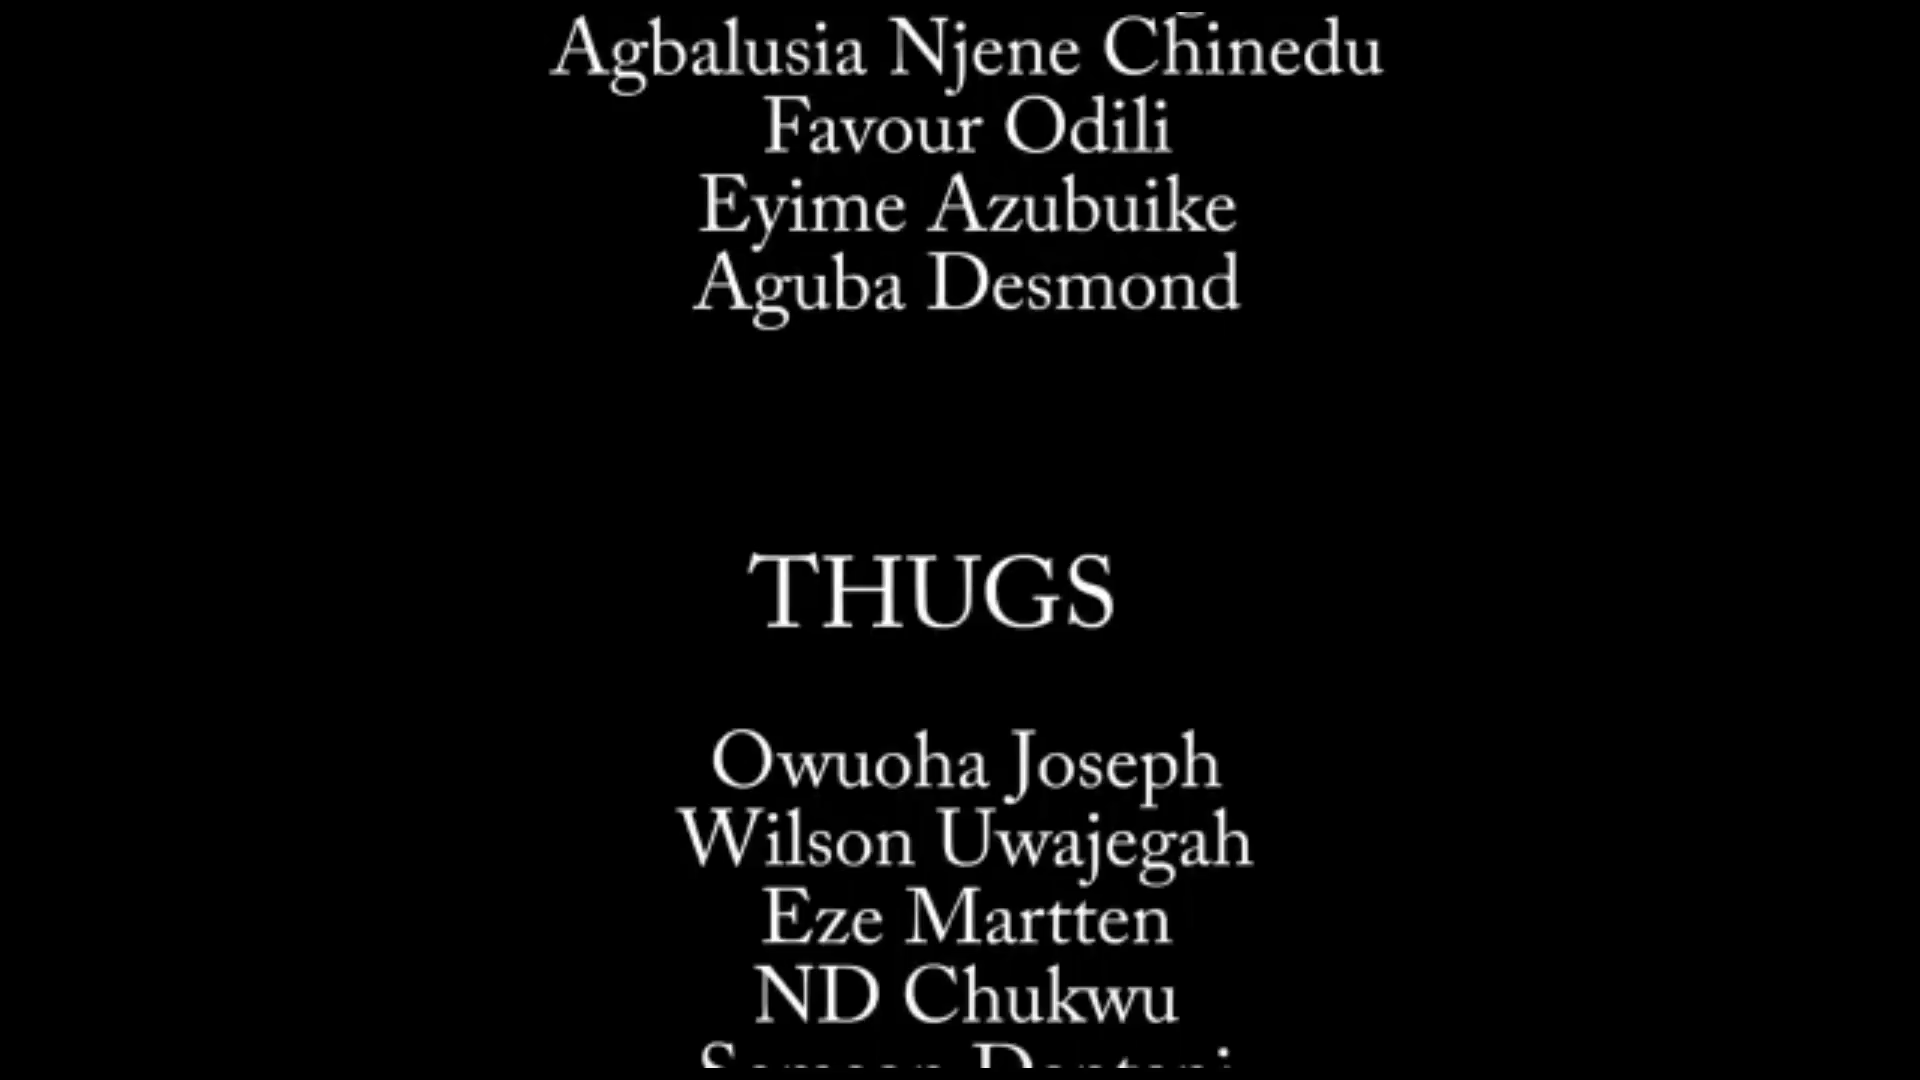 Agbalusia Njene Chinedu
Favour Odili
Eyime Azubuike
Aguba Desmond
THUGS
Owuoha Joseph
Wilson Uwajegah
Eze Martten
ND Chukwu